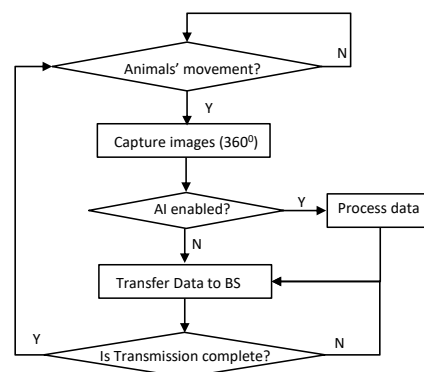 N
Animals' movement?
Y
Capture images (360⁰)
AI enabled?
Y
Process data
N
Transfer Data to BS
Y
N
Is Transmission complete?